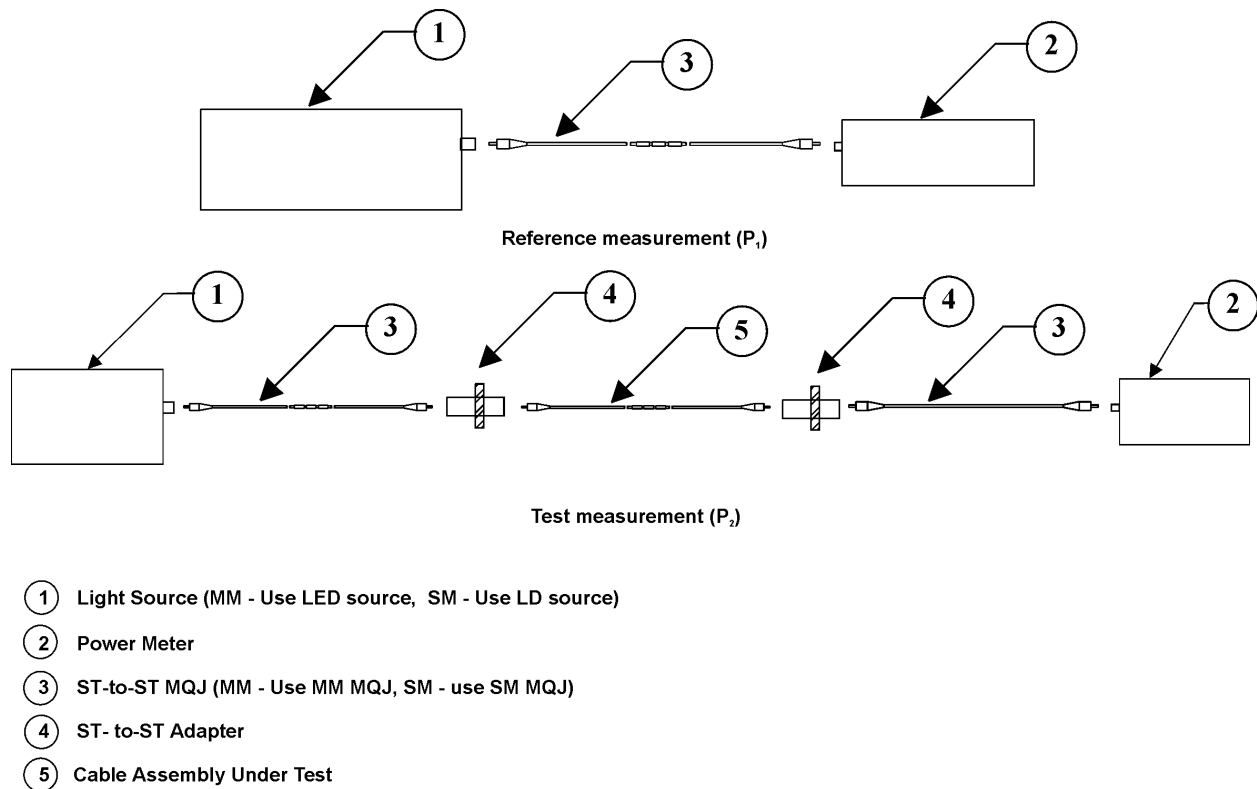 1
3
2
Reference measurement (P₁)
1
3
4
5
4
3
2
Test measurement (P₂)
1 Light Source (MM - Use LED source, SM - Use LD source)
2 Power Meter
3 ST-to-ST MQJ (MM - Use MM MQJ, SM - use SM MQJ)
4 ST- to-ST Adapter
5 Cable Assembly Under Test